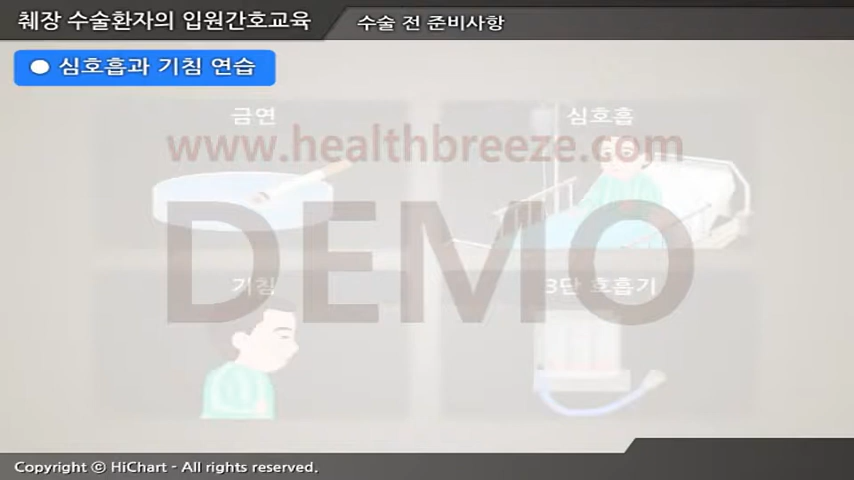 췌장 수술환자의 입원간호교육
수술 전 준비사항
심호흡과 기침 연습
금연
심호흡
www.healthbreeze.com
DEMO
기침
3단 호흡기
Copyright ⓒ HiChart - All rights reserved.